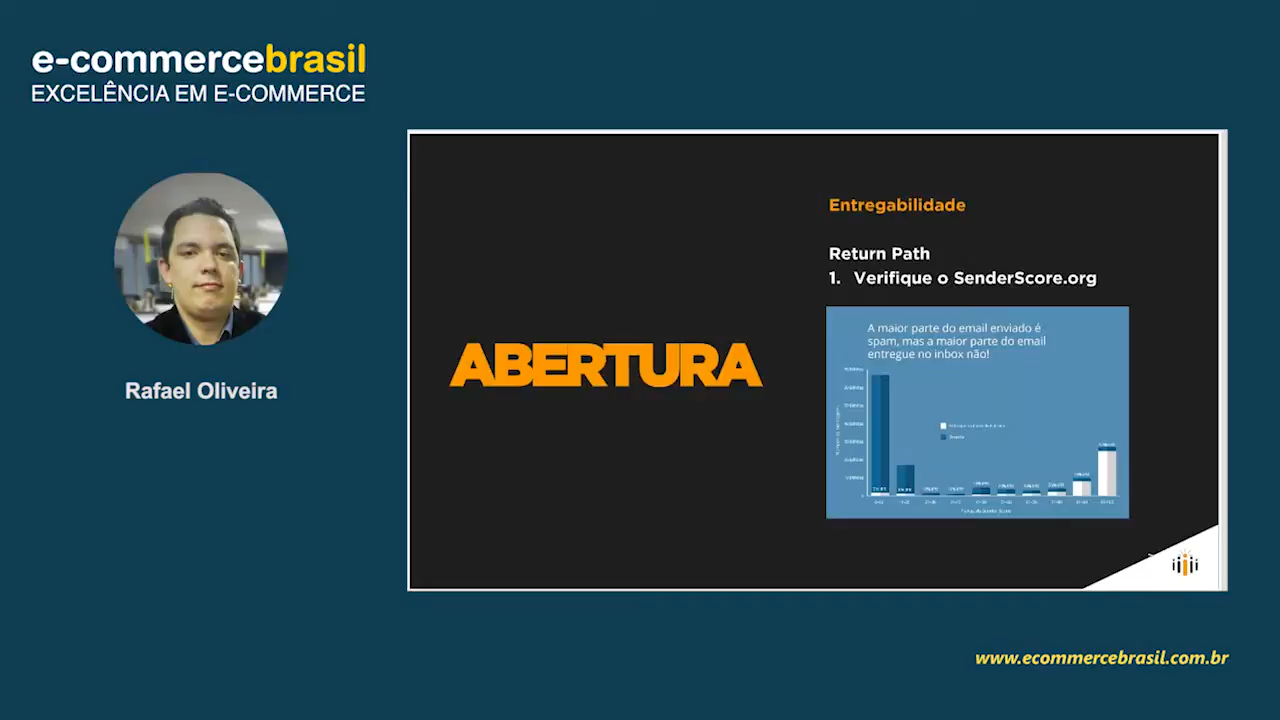 e-commercebrasil
EXCELÊNCIA EM E-COMMERCE
Rafael Oliveira
ABERTURA
Entregabilidade
Return Path
1. Verifique o SenderScore.org
A maior parte do email enviado é
spam, mas a maior parte do email
entregue no inbox não!
www.ecommercebrasil.com.br